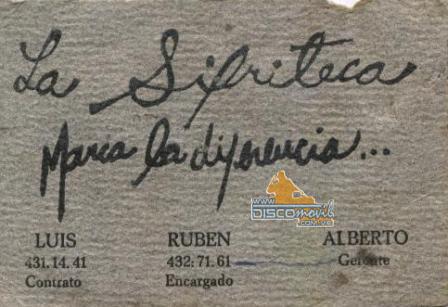 La Sifriteca
Marca la diferencia...
WWW.
DISCOmovil
.com.ve
LUIS RUBEN ALBERTO
431.14.41 432.71.61 Gerente
Contrato Encargado